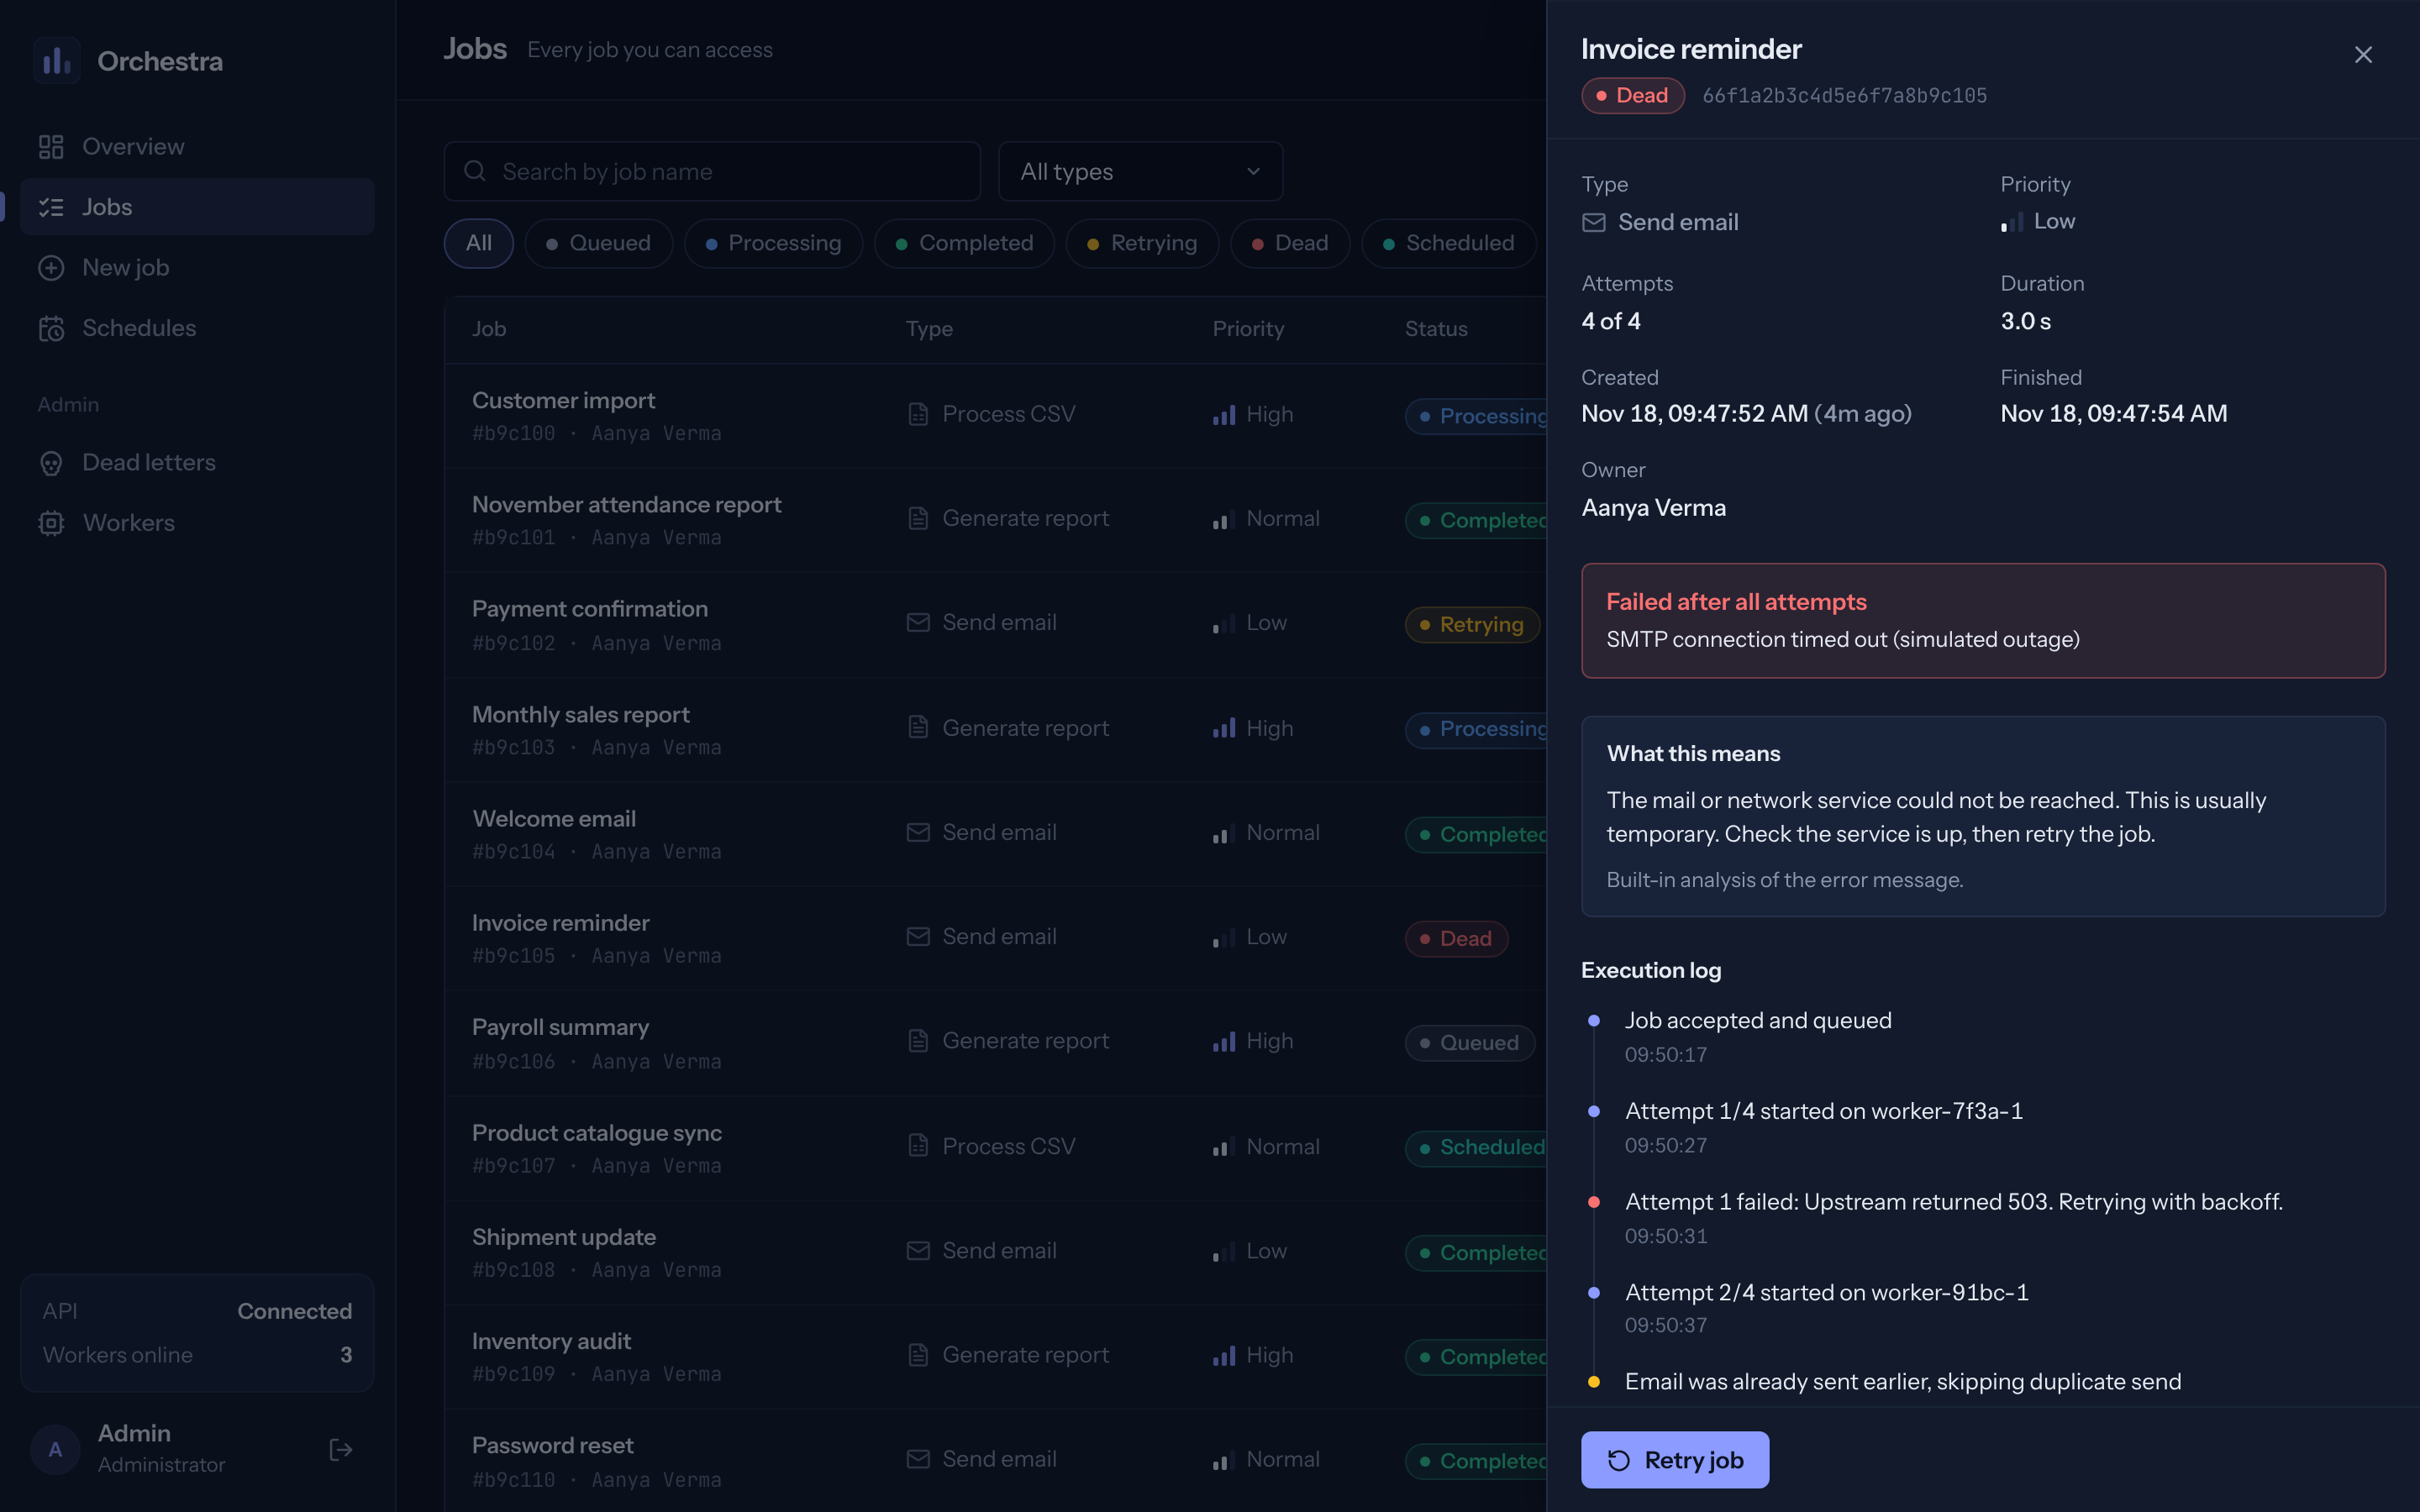 Orchestra
Overview
Jobs
New job
Schedules
Admin
Dead letters
Workers
API Connected
Workers online 3
A
Admin
Administrator
Jobs Every job you can access
Search by job name
All types
All Queued Processing Completed Retrying Dead Scheduled
Job Type Priority Status
Customer import
#b9c100 · Aanya Verma
Process CSV High Processing
November attendance report
#b9c101 · Aanya Verma
Generate report Normal Completed
Payment confirmation
#b9c102 · Aanya Verma
Send email Low Retrying
Monthly sales report
#b9c103 · Aanya Verma
Generate report High Processing
Welcome email
#b9c104 · Aanya Verma
Send email Normal Completed
Invoice reminder
#b9c105 · Aanya Verma
Send email Low Dead
Payroll summary
#b9c106 · Aanya Verma
Generate report High Queued
Product catalogue sync
#b9c107 · Aanya Verma
Process CSV Normal Scheduled
Shipment update
#b9c108 · Aanya Verma
Send email Low Completed
Inventory audit
#b9c109 · Aanya Verma
Generate report High Completed
Password reset
#b9c110 · Aanya Verma
Send email Normal Completed
Invoice reminder
Dead 66f1a2b3c4d5e6f7a8b9c105
Type Priority
Send email Low
Attempts Duration
4 of 4 3.0 s
Created Finished
Nov 18, 09:47:52 AM (4m ago) Nov 18, 09:47:54 AM
Owner
Aanya Verma
Failed after all attempts
SMTP connection timed out (simulated outage)
What this means
The mail or network service could not be reached. This is usually
temporary. Check the service is up, then retry the job.
Built-in analysis of the error message.
Execution log
Job accepted and queued
09:50:17
Attempt 1/4 started on worker-7f3a-1
09:50:27
Attempt 1 failed: Upstream returned 503. Retrying with backoff.
09:50:31
Attempt 2/4 started on worker-91bc-1
09:50:37
Email was already sent earlier, skipping duplicate send
Retry job